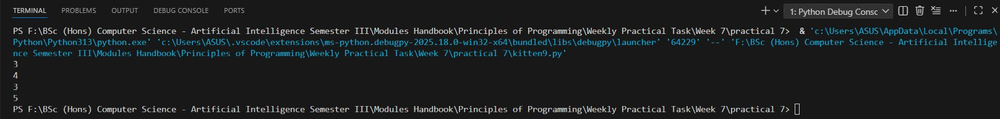 TERMINAL PROBLEMS OUTPUT DEBUG CONSOLE PORTS 1: Python Debug Consc
PS F:\BSc (Hons) Computer Science - Artificial Intelligence Semester III\Modules Handbook\Principles of Programming\Weekly Practical Task\Week 7\practical 7>  & 'c:\Users\ASUS\AppData\Local\Programs\
Python\Python313\python.exe' 'c:\Users\ASUS\.vscode\extensions\ms-python.debugpy-2025.18.0-win32-x64\bundled\libs\debugpy\launcher' '64229' '--' 'F:\BSc (Hons) Computer Science - Artificial Intellige
nce Semester III\Modules Handbook\Principles of Programming\Weekly Practical Task\Week 7\practical 7\kitten9.py'
3
4
3
5
PS F:\BSc (Hons) Computer Science - Artificial Intelligence Semester III\Modules Handbook\Principles of Programming\Weekly Practical Task\Week 7\practical 7>